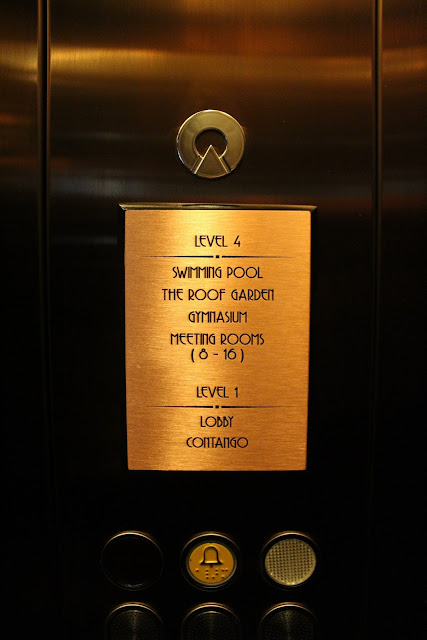 LEVEL 4
SWIMMING POOL
THE ROOF GARDEN
GYMNASIUM
MEETING ROOMS
( 8 - 16 )
LEVEL 1
LOBBY
CONTANGO